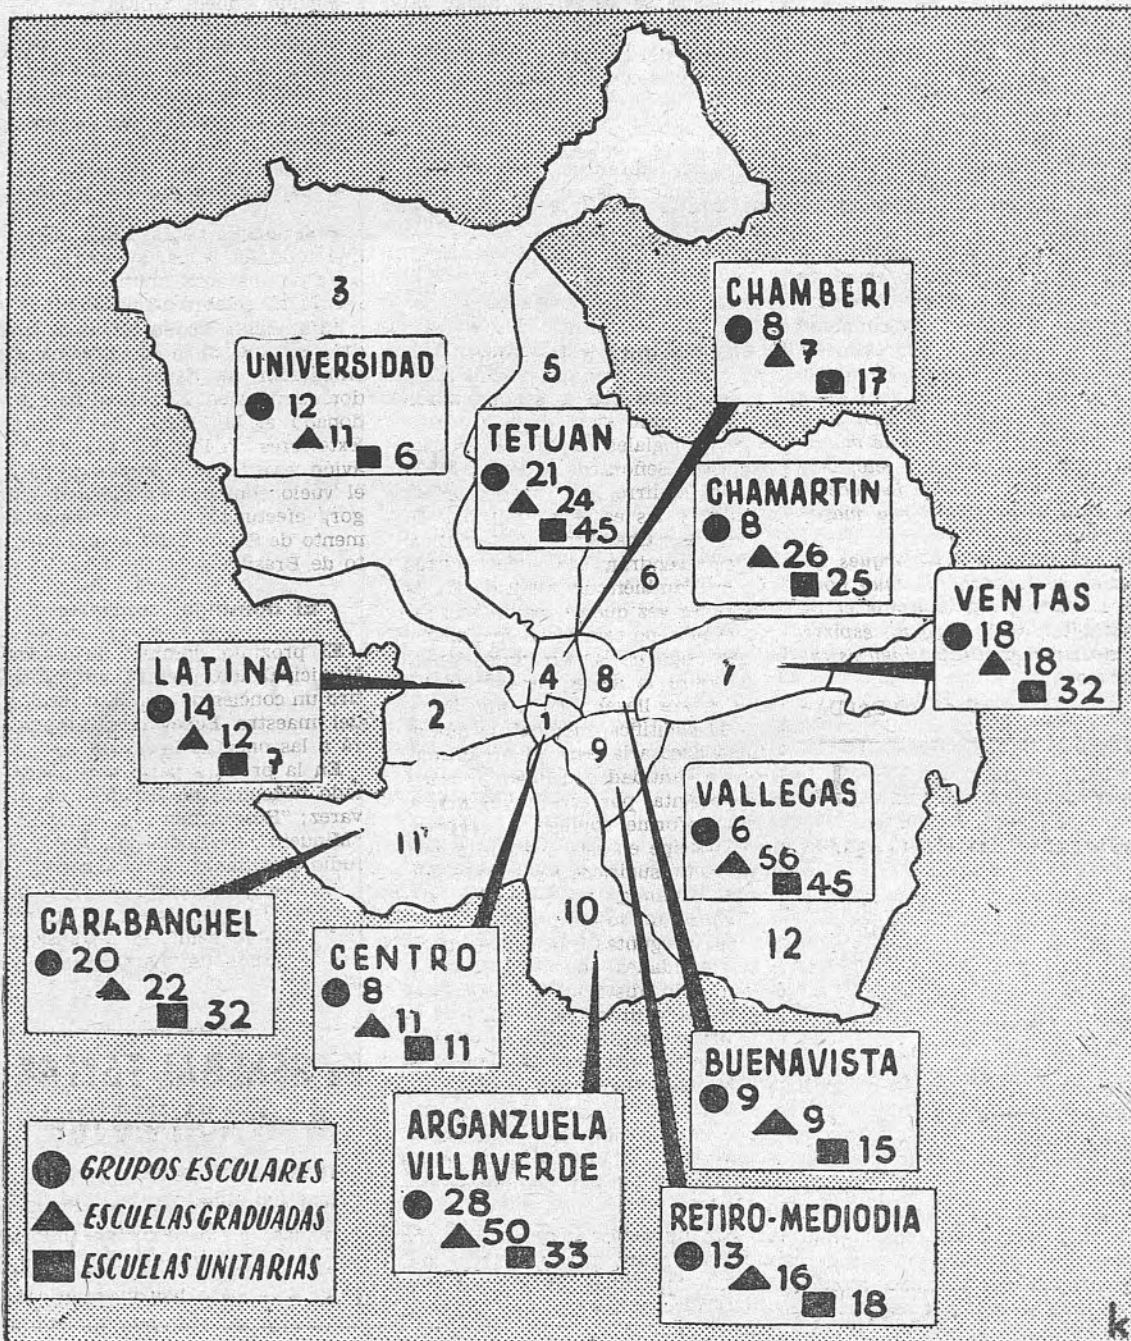 3
UNIVERSIDAD
12
11
6
5
CHAMBERI
8
7
17
TETUAN
21
24
45
CHAMARTIN
8
26
25
6
VENTAS
18
18
32
LATINA
14
12
7
2
4
8
7
1
9
VALLECAS
6
56
45
11
10
12
CARABANCHEL
20
22
32
CENTRO
8
11
11
ARGANZUELA
VILLAVERDE
28
50
33
BUENAVISTA
9
9
15
RETIRO-MEDIODIA
13
16
18
GRUPOS ESCOLARES
ESCUELAS GRADUADAS
ESCUELAS UNITARIAS
k